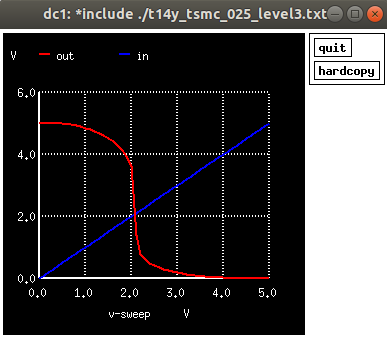 dc1: *include ./t14y_tsmc_025_level3.txt
quit
hardcopy
V out in
6.0
4.0
2.0
0.0
0.0 1.0 2.0 3.0 4.0 5.0
v-sweep V